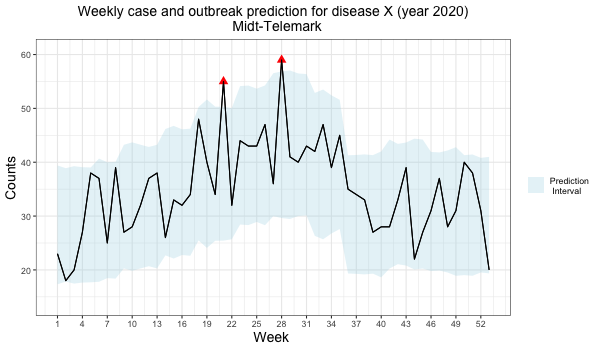 Weekly case and outbreak prediction for disease X (year 2020)
Midt-Telemark
Counts
60
50
40
30
20
1 4 7 10 13 16 19 22 25 28 31 34 37 40 43 46 49 52
Week
Prediction
Interval